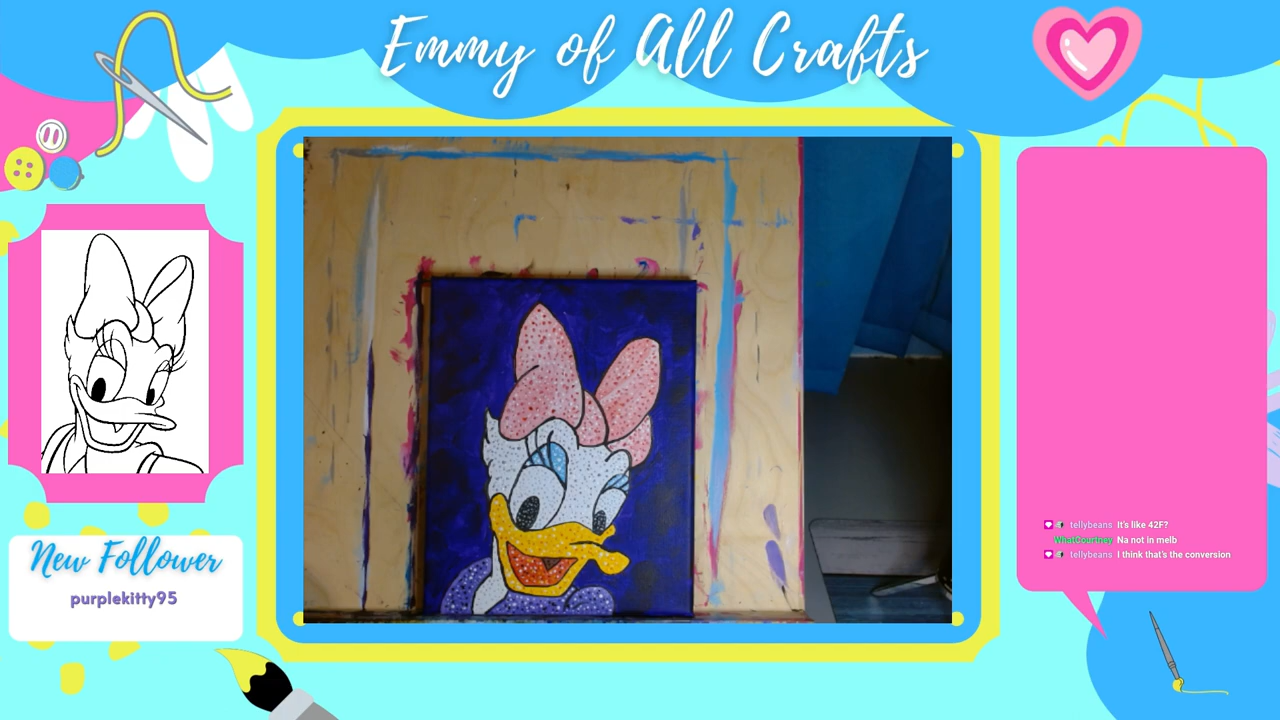 Emmy of All Crafts
New Follower
purplekitty95
tellybeans It's like 42F?
WhatCourtney Na not in melb
tellybeans I think that's the conversion